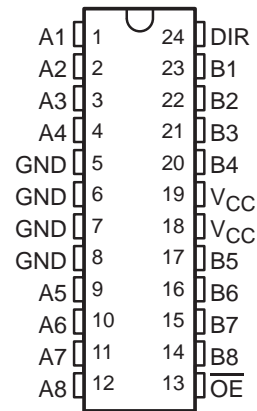 A1 1 24 DIR
A2 2 23 B1
A3 3 22 B2
A4 4 21 B3
GND 5 20 B4
GND 6 19 VCC
GND 7 18 VCC
GND 8 17 B5
A5 9 16 B6
A6 10 15 B7
A7 11 14 B8
A8 12 13 O̅E̅